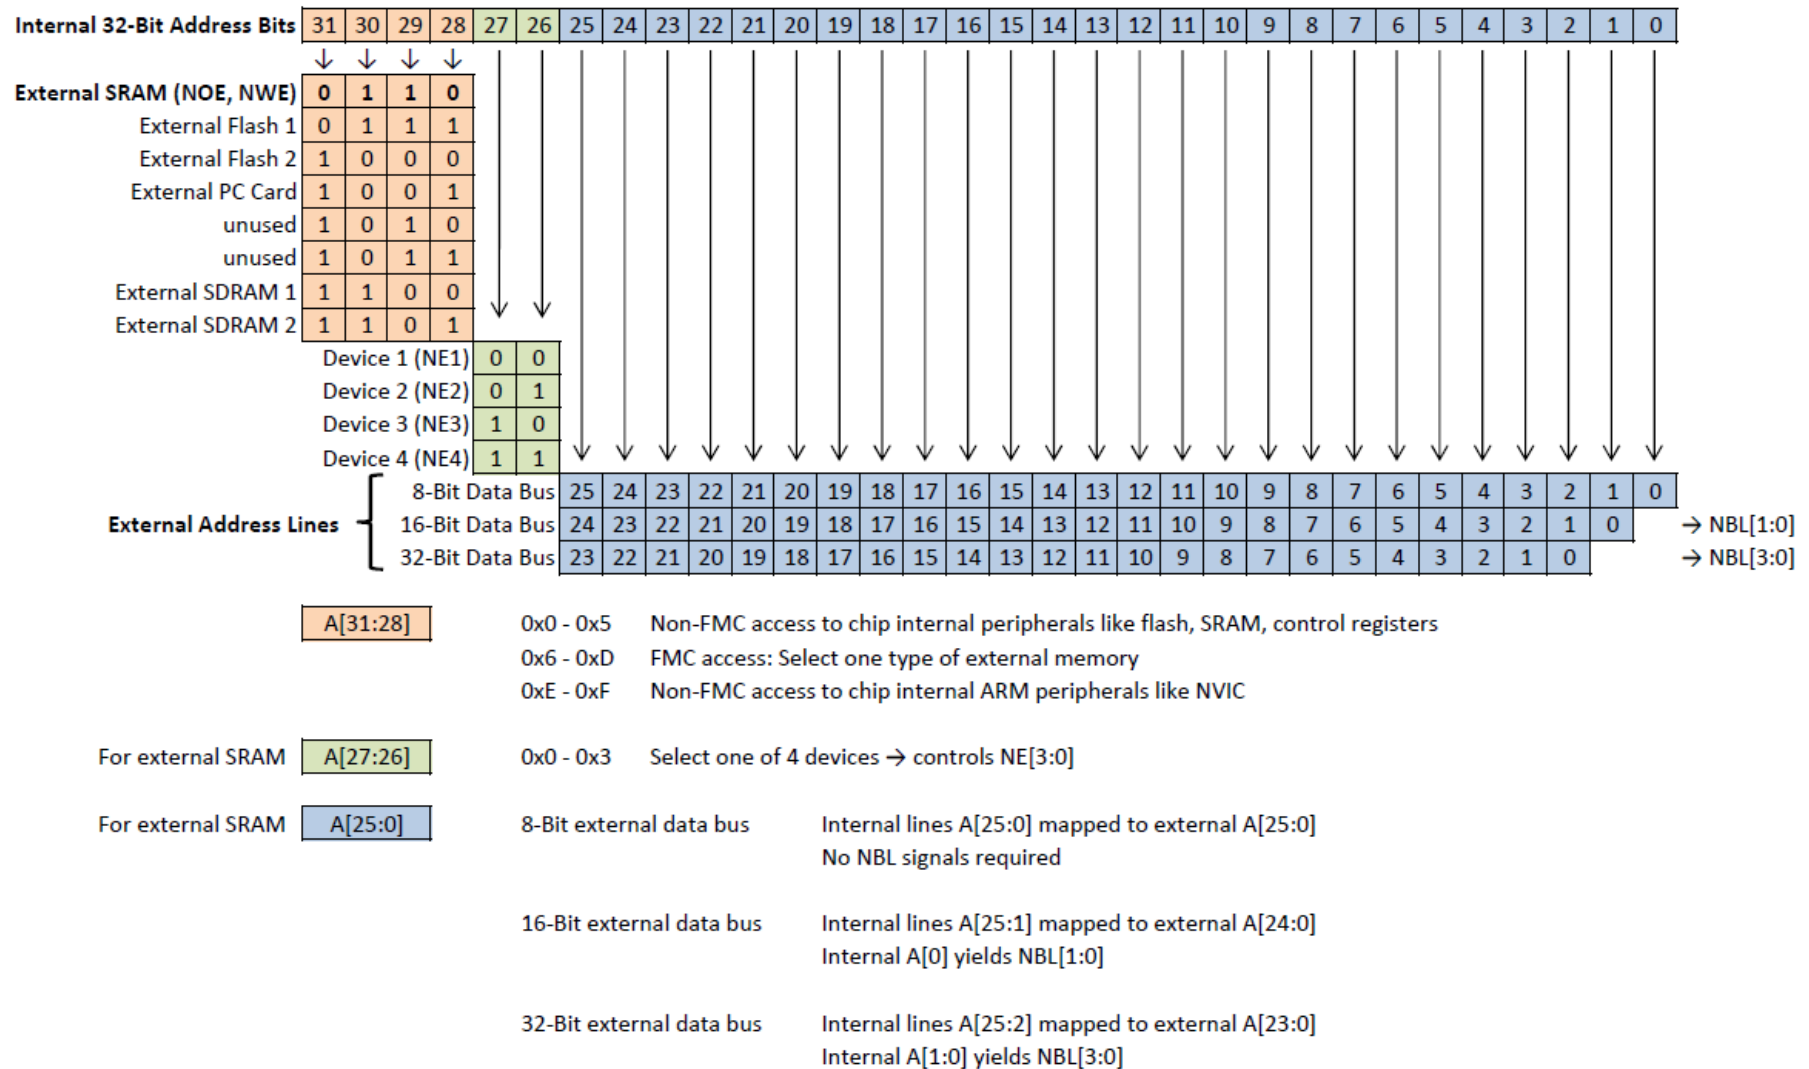 Internal 32-Bit Address Bits 31 30 29 28 27 26 25 24 23 22 21 20 19 18 17 16 15 14 13 12 11 10 9 8 7 6 5 4 3 2 1 0
External SRAM (NOE, NWE) 0 1 1 0
External Flash 1 0 1 1 1
External Flash 2 1 0 0 0
External PC Card 1 0 0 1
unused 1 0 1 0
unused 1 0 1 1
External SDRAM 1 1 1 0 0
External SDRAM 2 1 1 0 1
Device 1 (NE1) 0 0
Device 2 (NE2) 0 1
Device 3 (NE3) 1 0
Device 4 (NE4) 1 1
8-Bit Data Bus 25 24 23 22 21 20 19 18 17 16 15 14 13 12 11 10 9 8 7 6 5 4 3 2 1 0
External Address Lines 16-Bit Data Bus 24 23 22 21 20 19 18 17 16 15 14 13 12 11 10 9 8 7 6 5 4 3 2 1 0 → NBL[1:0]
32-Bit Data Bus 23 22 21 20 19 18 17 16 15 14 13 12 11 10 9 8 7 6 5 4 3 2 1 0 → NBL[3:0]
A[31:28] 0x0 - 0x5 Non-FMC access to chip internal peripherals like flash, SRAM, control registers
0x6 - 0xD FMC access: Select one type of external memory
0xE - 0xF Non-FMC access to chip internal ARM peripherals like NVIC
For external SRAM A[27:26] 0x0 - 0x3 Select one of 4 devices → controls NE[3:0]
For external SRAM A[25:0] 8-Bit external data bus Internal lines A[25:0] mapped to external A[25:0]
No NBL signals required
16-Bit external data bus Internal lines A[25:1] mapped to external A[24:0]
Internal A[0] yields NBL[1:0]
32-Bit external data bus Internal lines A[25:2] mapped to external A[23:0]
Internal A[1:0] yields NBL[3:0]